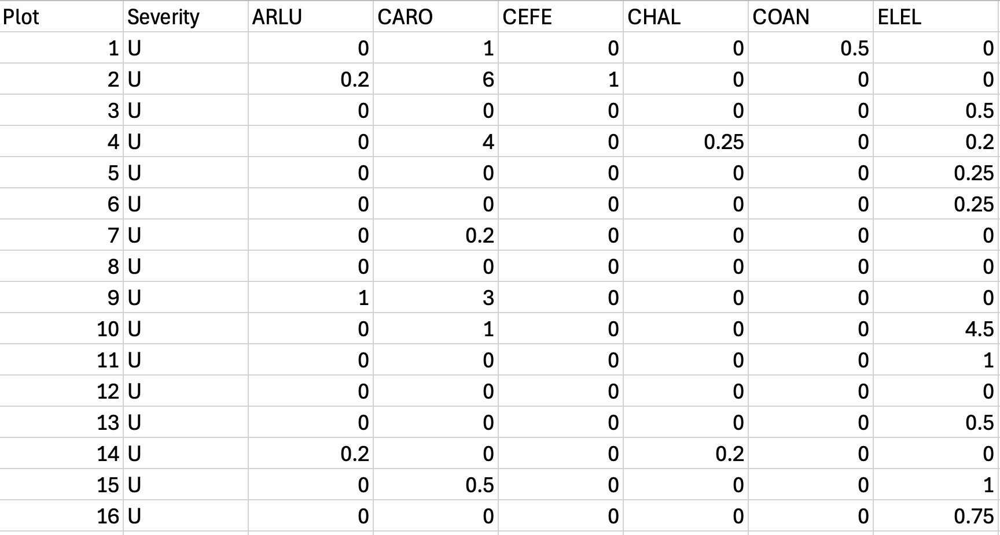 Plot Severity ARLU CARO CEFE CHAL COAN ELEL
1 U 0 1 0 0 0.5 0
2 U 0.2 6 1 0 0 0
3 U 0 0 0 0 0 0.5
4 U 0 4 0 0.25 0 0.2
5 U 0 0 0 0 0 0.25
6 U 0 0 0 0 0 0.25
7 U 0 0.2 0 0 0 0
8 U 0 0 0 0 0 0
9 U 1 3 0 0 0 0
10 U 0 1 0 0 0 4.5
11 U 0 0 0 0 0 1
12 U 0 0 0 0 0 0
13 U 0 0 0 0 0 0.5
14 U 0.2 0 0 0.2 0 0
15 U 0 0.5 0 0 0 1
16 U 0 0 0 0 0 0.75